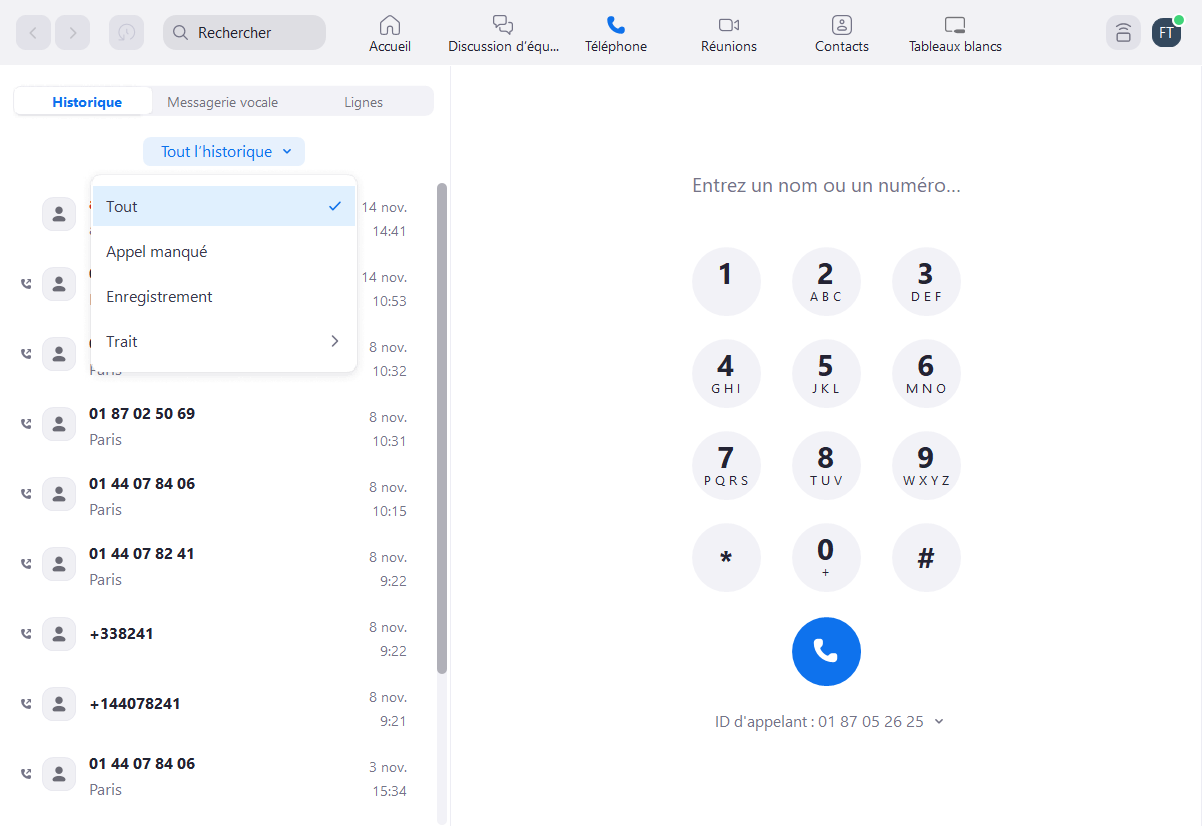 Rechercher
Accueil
Discussion d'équ...
Téléphone
Réunions
Contacts
Tableaux blancs
FT
Historique
Messagerie vocale
Lignes
Tout l'historique
Tout
Appel manqué
Enregistrement
Trait
14 nov.
14:41
14 nov.
10:53
8 nov.
Paris
10:32
01 87 02 50 69
8 nov.
Paris
10:31
01 44 07 84 06
8 nov.
Paris
10:15
01 44 07 82 41
8 nov.
Paris
9:22
+338241
8 nov.
9:22
+144078241
8 nov.
9:21
01 44 07 84 06
3 nov.
Paris
15:34
Entrez un nom ou un numéro...
1
2
ABC
3
DEF
4
GHI
5
JKL
6
MNO
7
PQRS
8
TUV
9
WXYZ
*
0
+
#
ID d'appelant : 01 87 05 26 25